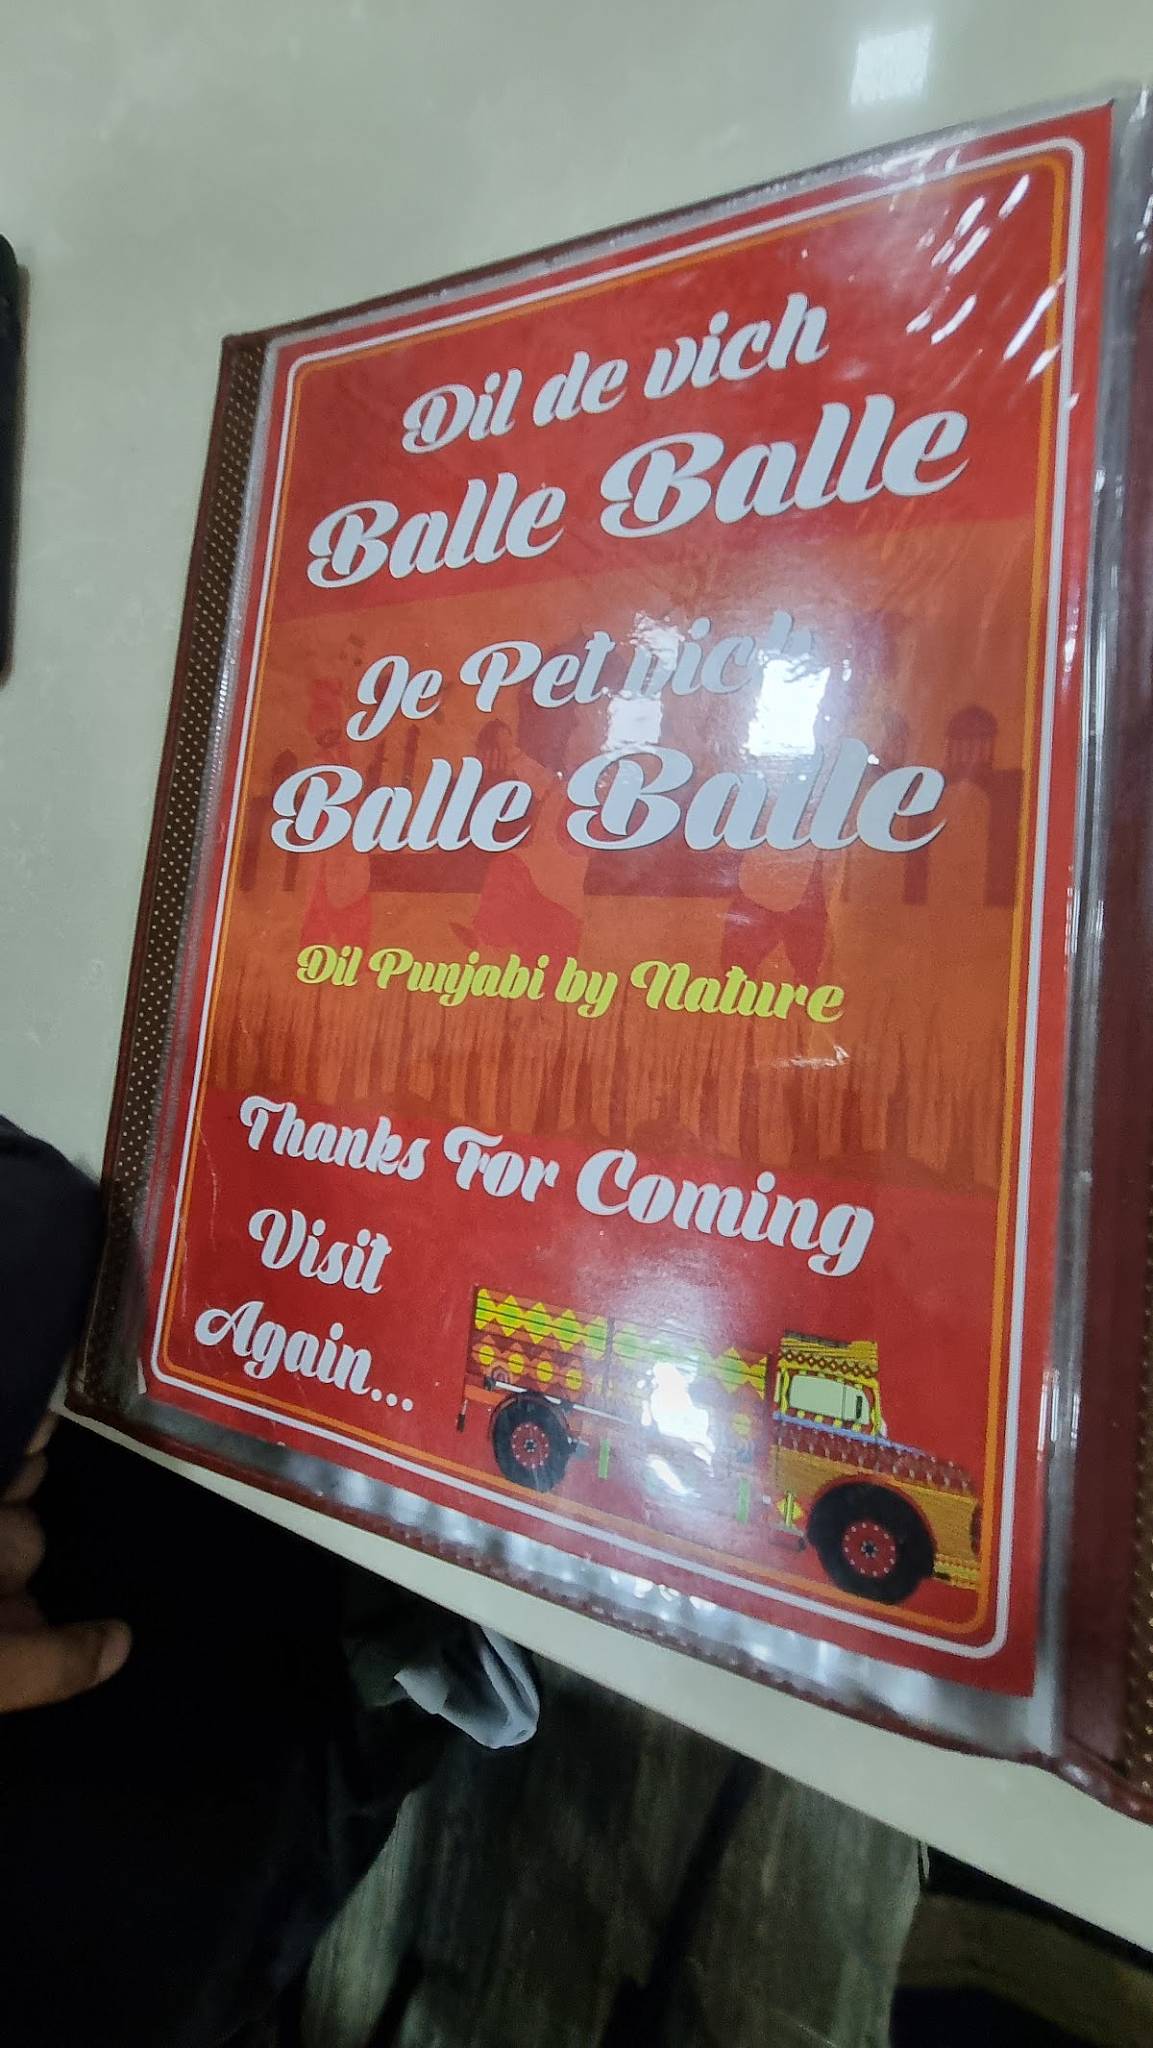 Dil de vich
Balle Balle
Je Pet vich
Balle Balle
Dil Punjabi by Nature
Thanks For Coming
Visit
Again...